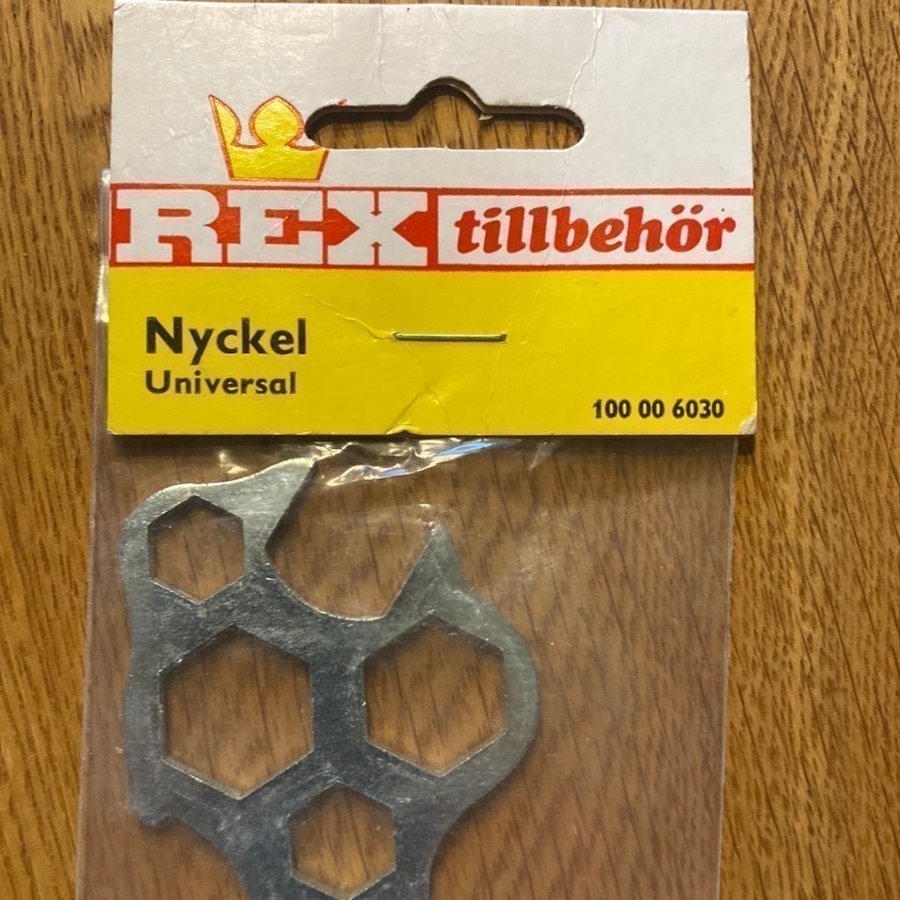 REX tillbehör
Nyckel
Universal
100 00 6030